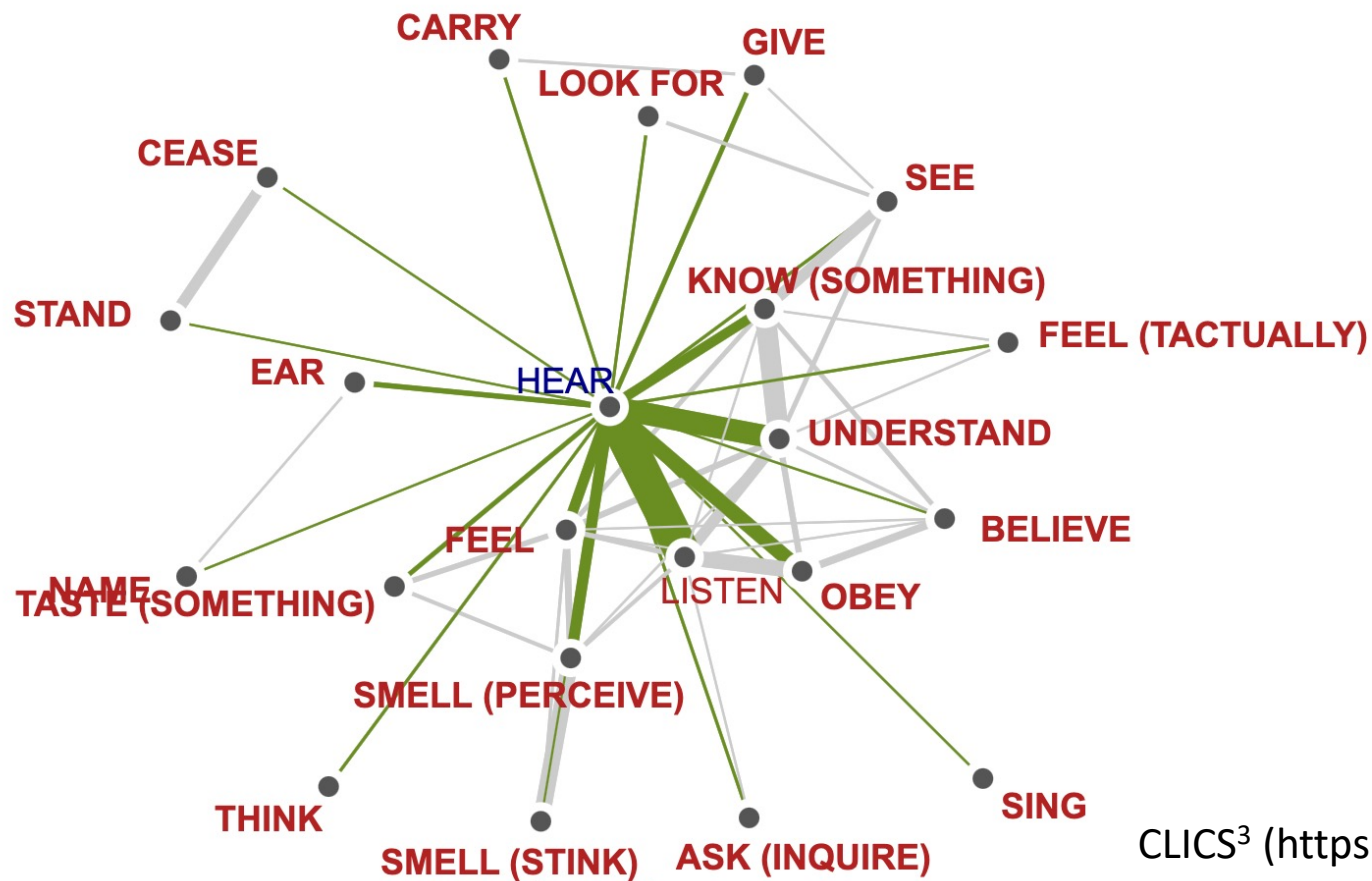 CARRY
GIVE
LOOK FOR
CEASE
SEE
KNOW (SOMETHING)
STAND
FEEL (TACTUALLY)
EAR
HEAR
UNDERSTAND
BELIEVE
FEEL
LISTEN
OBEY
NAME
TASTE (SOMETHING)
SMELL (PERCEIVE)
THINK
SING
SMELL (STINK)
ASK (INQUIRE)
CLICS³ (https